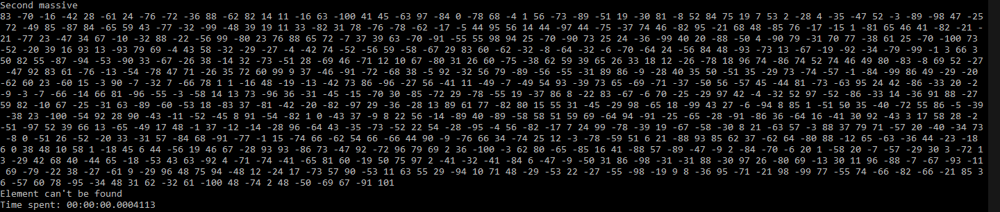 Second massive
83 -70 -16 -42 28 -61 24 -76 -72 -36 88 -62 82 14 11 -16 63 -100 41 45 -63 97 -84 0 -78 68 -4 1 56 -73 -89 -51 19 -30 81 -8 52 84 75 19 7 53 2 -28 4 -35 -47 52 -3 -89 -98 47 -25
 72 -49 85 -87 84 -65 59 43 -77 -32 -99 -48 39 19 11 33 -82 31 78 -76 -78 -62 -17 -5 44 95 56 14 44 -97 44 -75 -37 74 46 -82 95 -21 68 48 -85 76 -17 -15 1 -81 65 46 41 -82 -21 -
21 -77 23 -47 34 67 -10 -32 88 -22 -56 99 -80 23 76 88 65 72 -7 37 39 63 -70 -91 -55 55 98 94 25 -70 -90 73 25 24 -36 -99 40 20 -88 -50 4 -90 79 -31 70 77 -38 61 25 -70 -100 73
-52 -20 39 16 93 13 -93 79 69 -4 43 58 -32 -29 -27 -4 -42 74 -52 -56 59 -58 -67 29 83 60 -62 -32 -8 -64 -32 -6 -70 -64 24 -56 84 48 -93 -73 13 -67 -19 -92 -34 -79 -99 -1 3 66 3
50 82 55 -87 -94 -53 -90 33 -67 -26 38 -14 32 -73 -51 28 -69 46 -71 12 10 67 -80 31 26 60 -75 -38 62 59 39 65 26 33 18 12 -26 -78 18 96 74 -86 74 52 74 46 49 80 -83 -8 69 52 -27
 -47 92 83 61 -76 -13 -54 -78 47 71 -26 35 72 60 99 9 37 -46 -91 -72 -68 38 -5 92 -32 56 79 -89 -56 -55 -31 89 86 -9 -28 40 35 50 -51 35 -29 73 -74 -57 -1 -84 -99 86 49 -29 -20
-62 60 23 -60 15 -3 90 -7 -32 7 -66 78 1 1 -16 48 -19 -13 -42 73 86 -96 -27 56 -41 11 -49 -7 -49 54 93 -39 73 65 -69 -71 -37 -50 56 -57 45 -44 81 -73 -63 95 24 42 -86 -33 20 -2
-9 -3 -7 -66 -14 66 81 -96 -55 -3 -58 14 13 73 -96 36 -31 -45 -15 -70 30 -85 -72 29 -78 -55 19 -37 86 8 -22 83 -67 -6 70 -25 -29 97 42 -4 -32 52 97 -52 -86 -33 14 -36 91 88 -27
59 82 -10 67 -25 -31 63 -89 -60 -53 18 -83 37 -81 -42 -20 -82 -97 29 -36 -28 13 89 61 77 -82 80 15 55 31 -45 -29 98 -65 18 -99 43 27 -6 -94 8 85 1 -51 50 35 -40 -72 55 86 -5 -39
 -38 23 -100 -54 92 28 90 -43 -11 -52 -45 8 91 -54 -82 1 0 -43 37 -9 8 22 56 -14 -89 40 -89 -58 58 51 59 69 -64 94 -91 -25 -65 -28 -91 -86 36 -64 16 -41 30 92 -43 3 17 58 28 -2
-51 -97 52 39 66 13 -65 -49 17 48 -1 37 -12 -14 -28 96 -64 43 -35 -73 -52 22 54 -28 -95 -4 56 -82 -17 7 24 99 -78 -39 19 -67 -58 -30 8 21 -63 57 -3 88 37 79 71 -57 20 -40 -34 73
 -8 0 -51 26 -52 -20 33 -31 57 -84 68 -91 -77 -1 15 -74 66 -62 54 66 -66 44 90 -9 -76 66 34 -74 25 12 -3 -78 -59 51 6 21 -88 93 85 62 37 -62 64 -80 88 -12 65 -63 -36 44 -23 -18
6 0 38 48 10 58 1 -18 45 6 44 -56 19 46 67 -28 93 93 -86 73 -47 92 -72 96 79 69 2 36 -100 -3 62 80 -65 -85 16 41 -88 57 -89 -47 -9 2 -84 -70 -6 20 1 -58 20 -7 -57 -29 30 3 -72 1
3 -29 42 68 40 -44 65 -18 -53 43 63 -92 4 -71 -74 -41 -65 81 60 -19 50 75 97 2 -41 -32 -41 -84 6 -47 -9 -50 31 86 -98 -31 -31 88 -30 97 26 -80 69 -13 30 11 96 -88 -7 -67 -93 -11
 69 -79 -22 38 -27 -61 9 -29 96 48 75 94 -48 12 -24 17 -73 57 90 -53 11 63 55 29 -94 10 71 48 -29 -53 22 -27 -55 -98 -19 9 8 -36 95 -71 -21 98 -99 77 -55 74 -66 -82 -66 -21 85 3
6 -57 60 78 -95 -34 48 31 62 -32 61 -100 48 -74 2 48 -50 -69 67 -91 101
Element can't be found
Time spent: 00:00:00.0004113